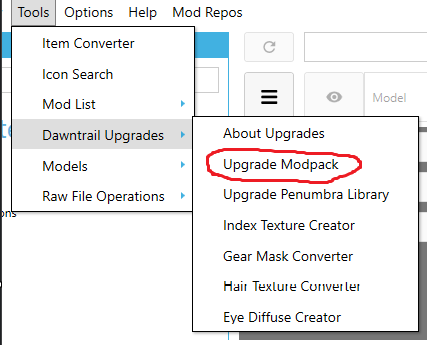 Tools Options Help Mod Repos
Item Converter
Icon Search
Mod List
Model
Dawntrail Upgrades
About Upgrades
Models
Upgrade Modpack
Raw File Operations
Upgrade Penumbra Library
Index Texture Creator
Gear Mask Converter
Hair Texture Converter
Eye Diffuse Creator